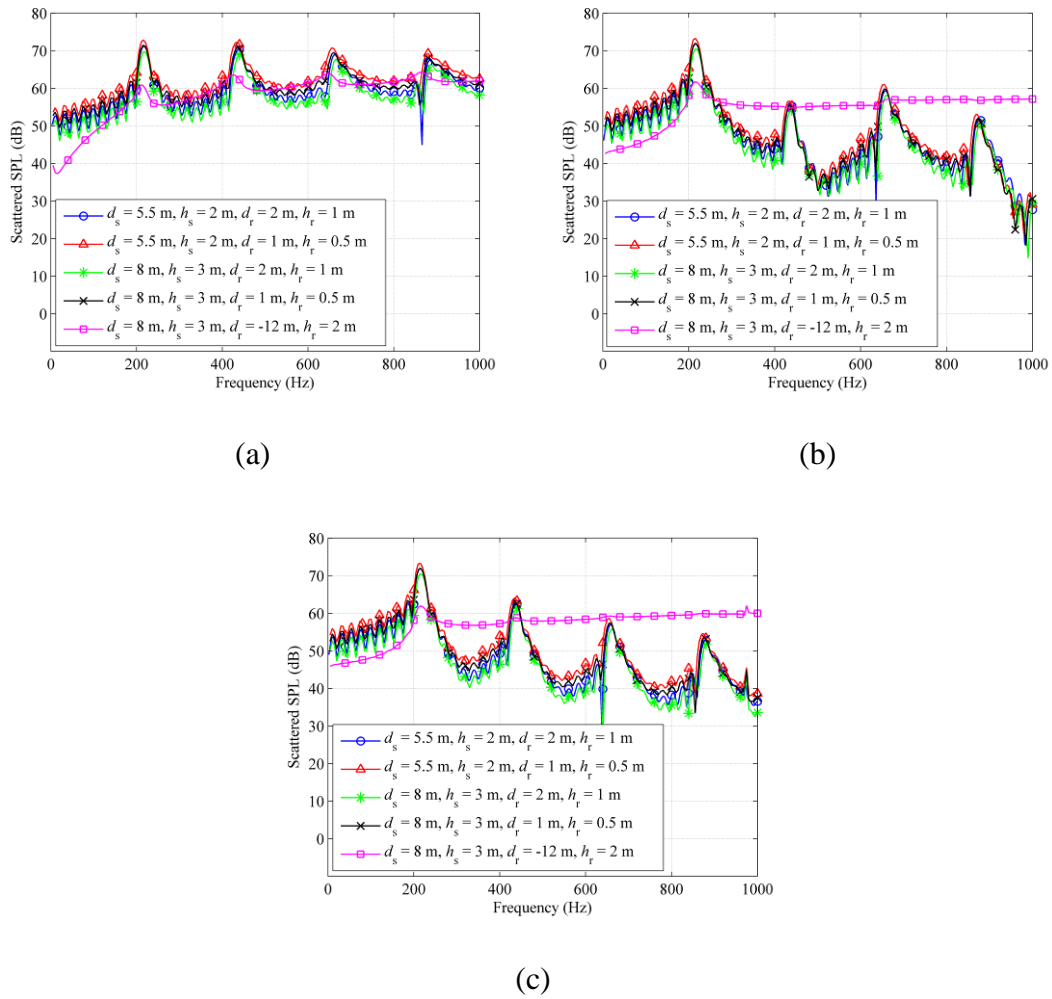 80
70
60
50
40
30
20
10
0
Scattered SPL (dB)
d_s = 5.5 m, h_s = 2 m, d_r = 2 m, h_r = 1 m
d_s = 5.5 m, h_s = 2 m, d_r = 1 m, h_r = 0.5 m
d_s = 8 m, h_s = 3 m, d_r = 2 m, h_r = 1 m
d_s = 8 m, h_s = 3 m, d_r = 1 m, h_r = 0.5 m
d_s = 8 m, h_s = 3 m, d_r = -12 m, h_r = 2 m
0 200 400 600 800 1000
Frequency (Hz)
(a)
80
70
60
50
40
30
20
10
0
Scattered SPL (dB)
d_s = 5.5 m, h_s = 2 m, d_r = 2 m, h_r = 1 m
d_s = 5.5 m, h_s = 2 m, d_r = 1 m, h_r = 0.5 m
d_s = 8 m, h_s = 3 m, d_r = 2 m, h_r = 1 m
d_s = 8 m, h_s = 3 m, d_r = 1 m, h_r = 0.5 m
d_s = 8 m, h_s = 3 m, d_r = -12 m, h_r = 2 m
0 200 400 600 800 1000
Frequency (Hz)
(b)
80
70
60
50
40
30
20
10
0
Scattered SPL (dB)
d_s = 5.5 m, h_s = 2 m, d_r = 2 m, h_r = 1 m
d_s = 5.5 m, h_s = 2 m, d_r = 1 m, h_r = 0.5 m
d_s = 8 m, h_s = 3 m, d_r = 2 m, h_r = 1 m
d_s = 8 m, h_s = 3 m, d_r = 1 m, h_r = 0.5 m
d_s = 8 m, h_s = 3 m, d_r = -12 m, h_r = 2 m
0 200 400 600 800 1000
Frequency (Hz)
(c)